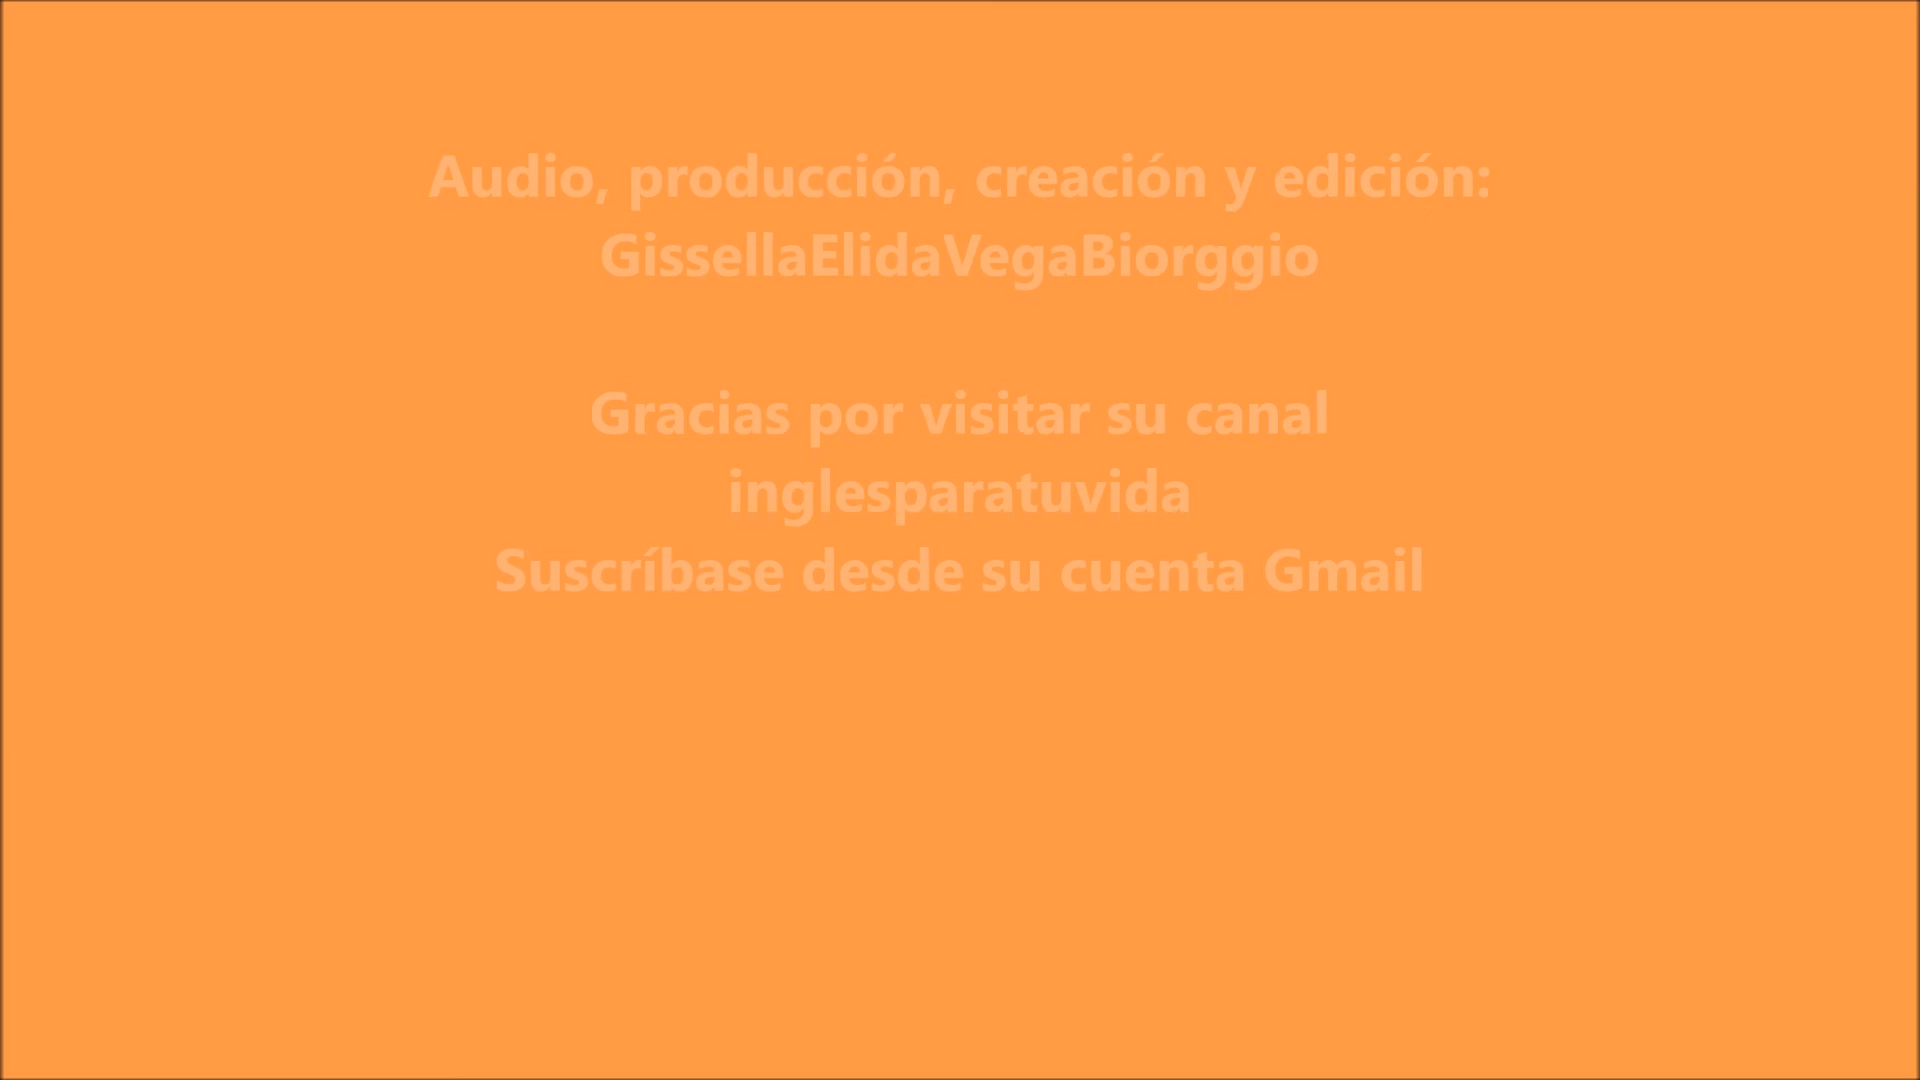 Audio, producción, creación y edición:
GissellaElidaVegaBiorggio
Gracias por visitar su canal
inglesparatuvida
Suscríbase desde su cuenta Gmail